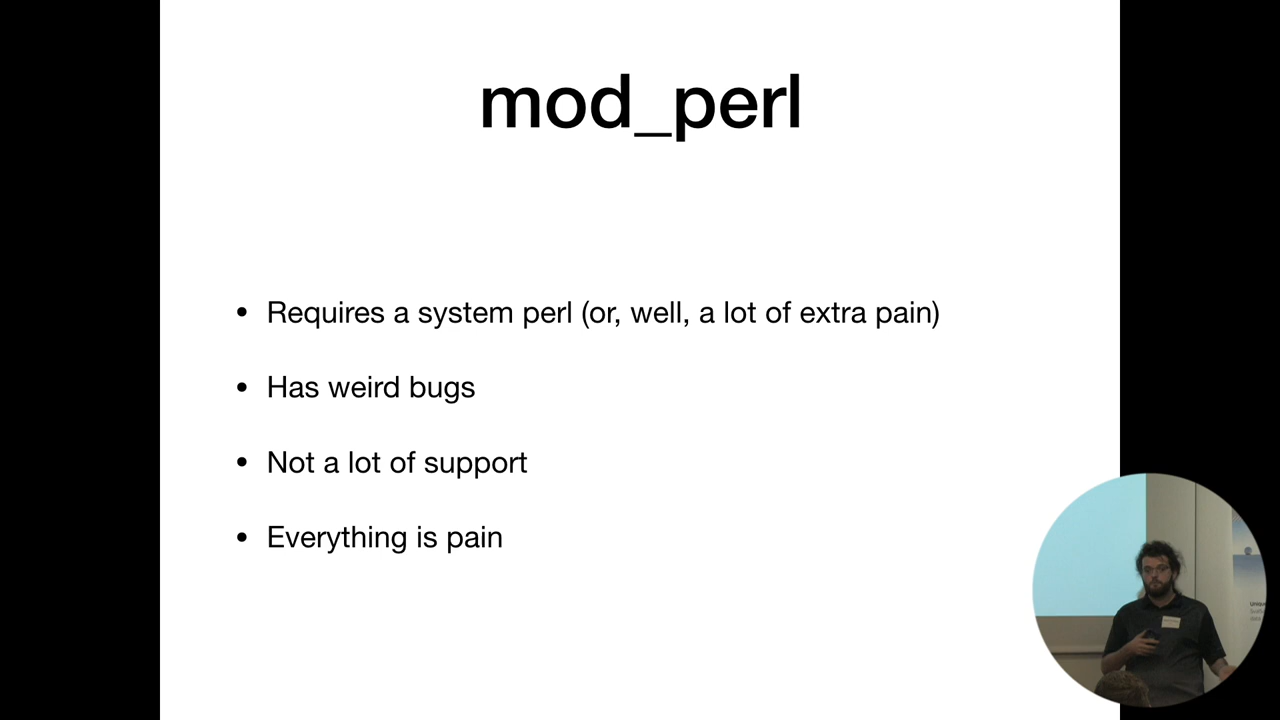 mod_perl
• Requires a system perl (or, well, a lot of extra pain)
• Has weird bugs
• Not a lot of support
• Everything is pain